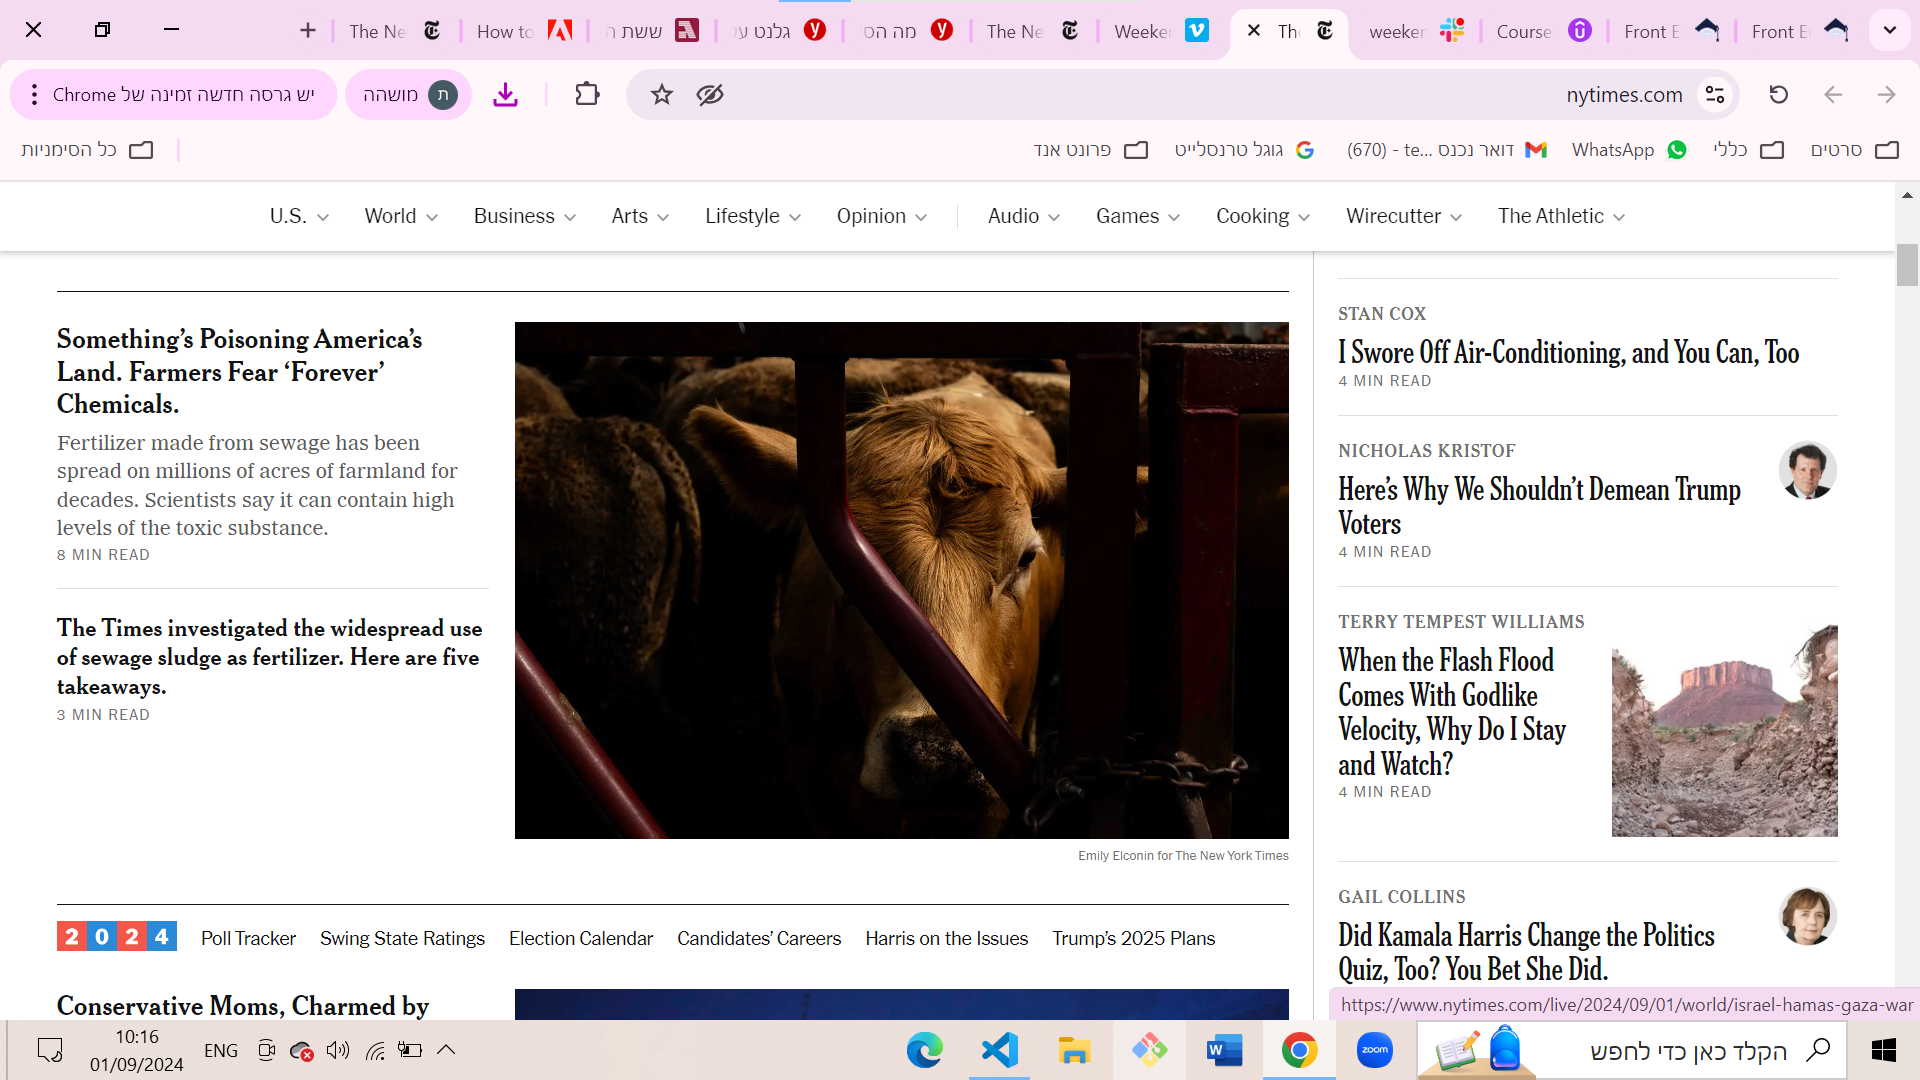 The Ne
How to
ששת ה
גלנט על
מה הסי
The Ne
Weeker
The
weeker
Course
Front E
Front E
יש גרסה חדשה זמינה של Chrome
מושהה
ת
nytimes.com
כל הסימניות
פרונט אנד
גוגל טרנסלייט
דואר נכנס (670) - te...
WhatsApp
כללי
סרטים
U.S.
World
Business
Arts
Lifestyle
Opinion
Audio
Games
Cooking
Wirecutter
The Athletic
Something’s Poisoning America’s
Land. Farmers Fear ‘Forever’
Chemicals.
Fertilizer made from sewage has been
spread on millions of acres of farmland for
decades. Scientists say it can contain high
levels of the toxic substance.
8 MIN READ
The Times investigated the widespread use
of sewage sludge as fertilizer. Here are five
takeaways.
3 MIN READ
Emily Elconin for The New York Times
STAN COX
I Swore Off Air-Conditioning, and You Can, Too
4 MIN READ
NICHOLAS KRISTOF
Here’s Why We Shouldn’t Demean Trump
Voters
4 MIN READ
TERRY TEMPEST WILLIAMS
When the Flash Flood
Comes With Godlike
Velocity, Why Do I Stay
and Watch?
4 MIN READ
GAIL COLLINS
Did Kamala Harris Change the Politics
Quiz, Too? You Bet She Did.
2024
Poll Tracker
Swing State Ratings
Election Calendar
Candidates’ Careers
Harris on the Issues
Trump’s 2025 Plans
Conservative Moms, Charmed by
https://www.nytimes.com/live/2024/09/01/world/israel-hamas-gaza-war
10:16
01/09/2024
ENG
zoom
הקלד כאן כדי לחפש